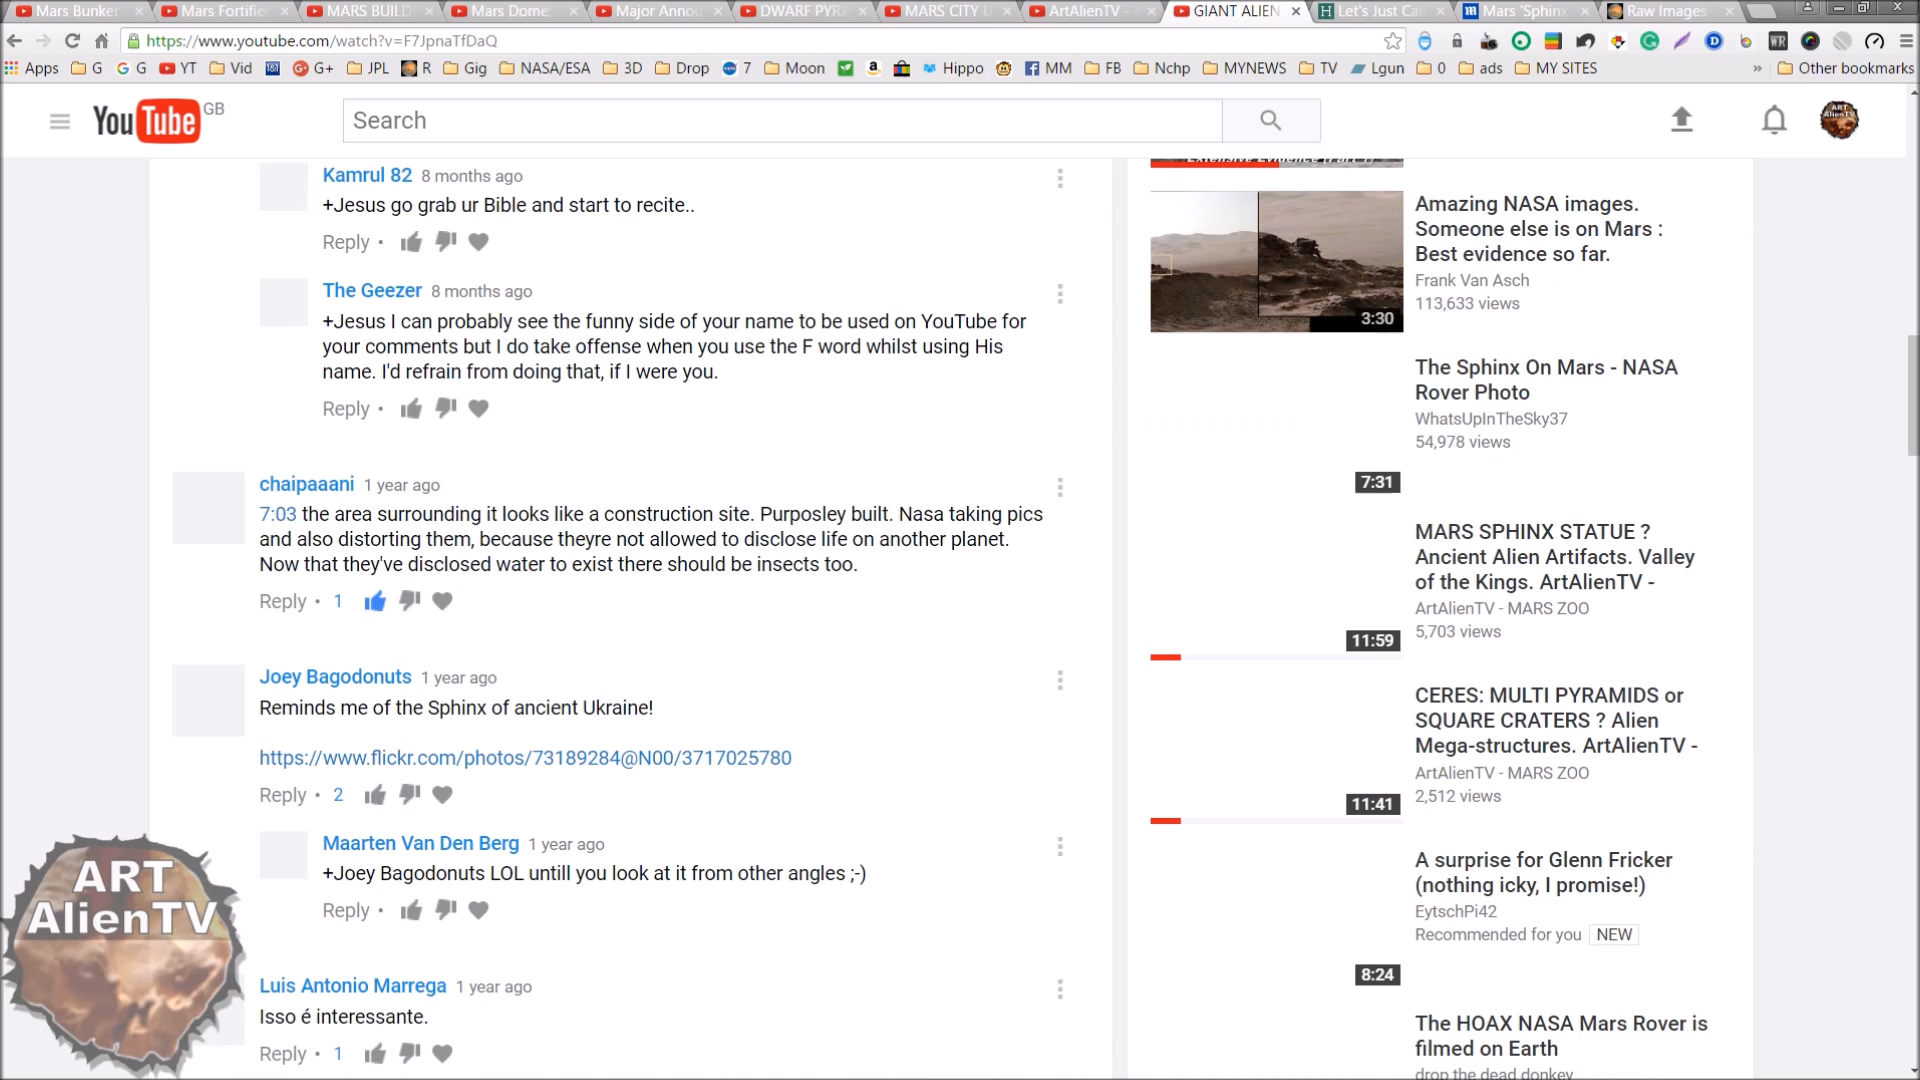 Mars Bunker
Mars Fortifie
MARS BUILD
Mars Dome:
Major Annou
DWARF PYR
MARS CITY U
ArtAlienTV -
GIANT ALIEN
Let's Just Cal
Mars 'Sphinx
Raw Images
https://www.youtube.com/watch?v=F7JpnaTfDaQ
Apps G G YT Vid G+ JPL R Gig NASA/ESA 3D Drop 7 Moon Hippo MM FB Nchp MYNEWS TV Lgun 0 ads MY SITES » Other bookmarks
YouTube GB
Search
Kamrul 82 8 months ago
+Jesus go grab ur Bible and start to recite..
Reply •
The Geezer 8 months ago
+Jesus I can probably see the funny side of your name to be used on YouTube for
your comments but I do take offense when you use the F word whilst using His
name. I'd refrain from doing that, if I were you.
Reply •
chaipaaani 1 year ago
7:03 the area surrounding it looks like a construction site. Purposley built. Nasa taking pics
and also distorting them, because theyre not allowed to disclose life on another planet.
Now that they've disclosed water to exist there should be insects too.
Reply • 1
Joey Bagodonuts 1 year ago
Reminds me of the Sphinx of ancient Ukraine!
https://www.flickr.com/photos/73189284@N00/3717025780
Reply • 2
Maarten Van Den Berg 1 year ago
+Joey Bagodonuts LOL untill you look at it from other angles ;-)
Reply •
Luis Antonio Marrega 1 year ago
Isso é interessante.
Reply • 1
ART
AlienTV
Amazing NASA images.
Someone else is on Mars :
Best evidence so far.
Frank Van Asch
113,633 views
3:30
The Sphinx On Mars - NASA
Rover Photo
WhatsUpInTheSky37
54,978 views
7:31
MARS SPHINX STATUE ?
Ancient Alien Artifacts. Valley
of the Kings. ArtAlienTV -
ArtAlienTV - MARS ZOO
5,703 views
11:59
CERES: MULTI PYRAMIDS or
SQUARE CRATERS ? Alien
Mega-structures. ArtAlienTV -
ArtAlienTV - MARS ZOO
2,512 views
11:41
A surprise for Glenn Fricker
(nothing icky, I promise!)
EytschPi42
Recommended for you NEW
8:24
The HOAX NASA Mars Rover is
filmed on Earth
drop the dead donkey